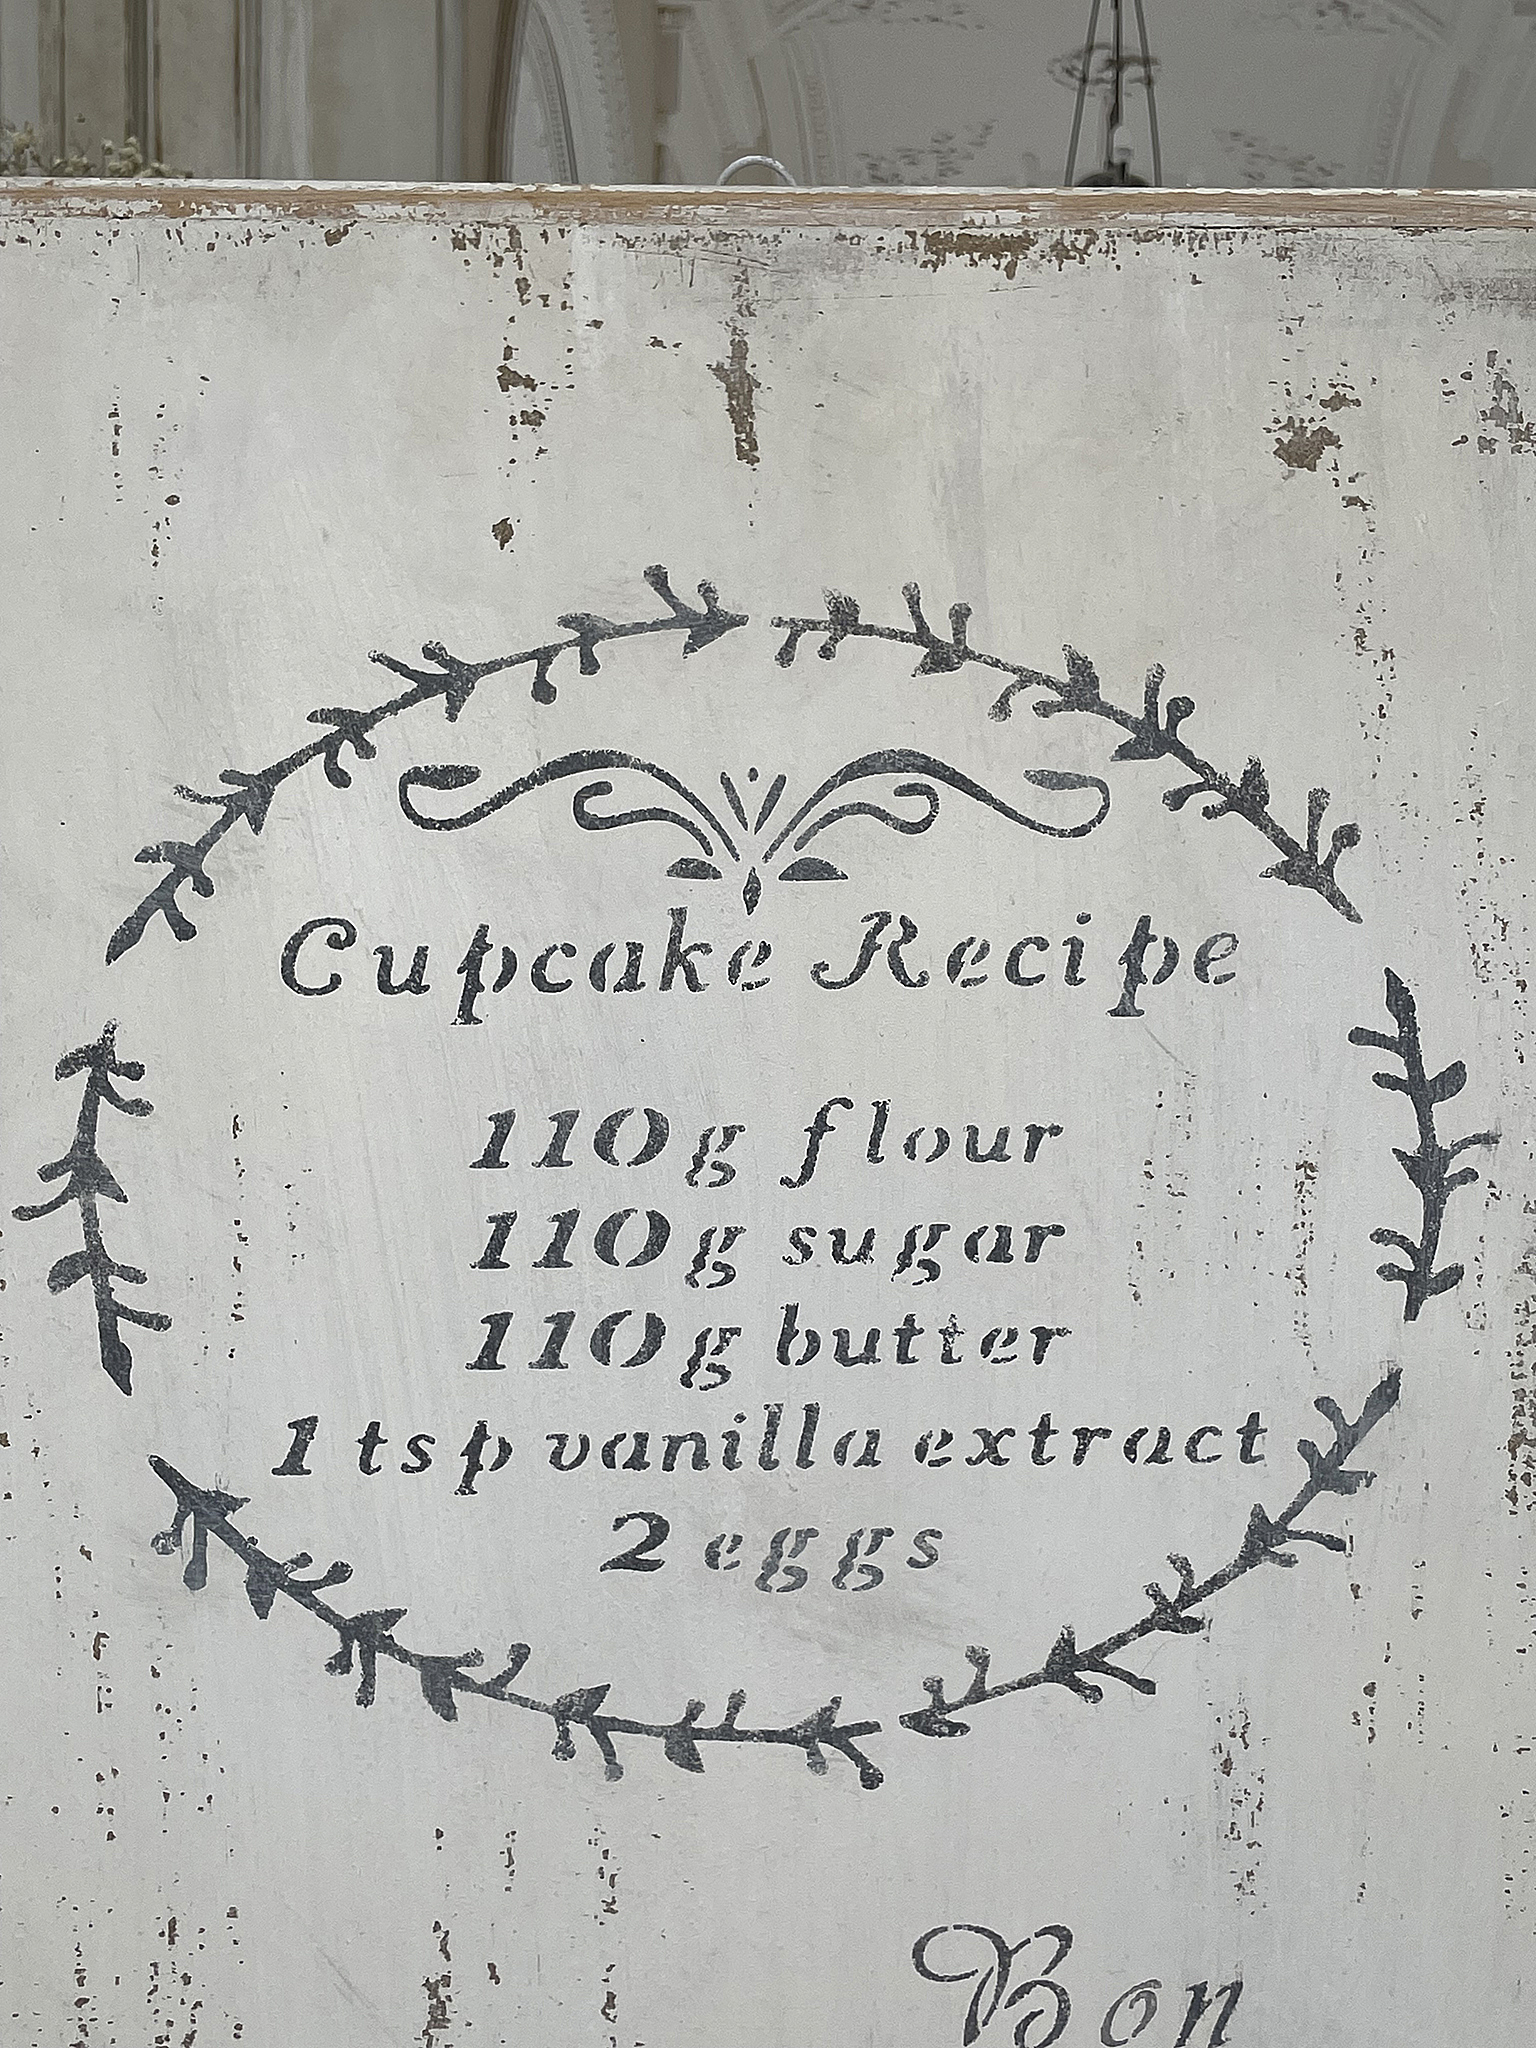 Cupcake Recipe
110g flour
110g sugar
110g butter
1 tsp vanilla extract
2 eggs
Bon